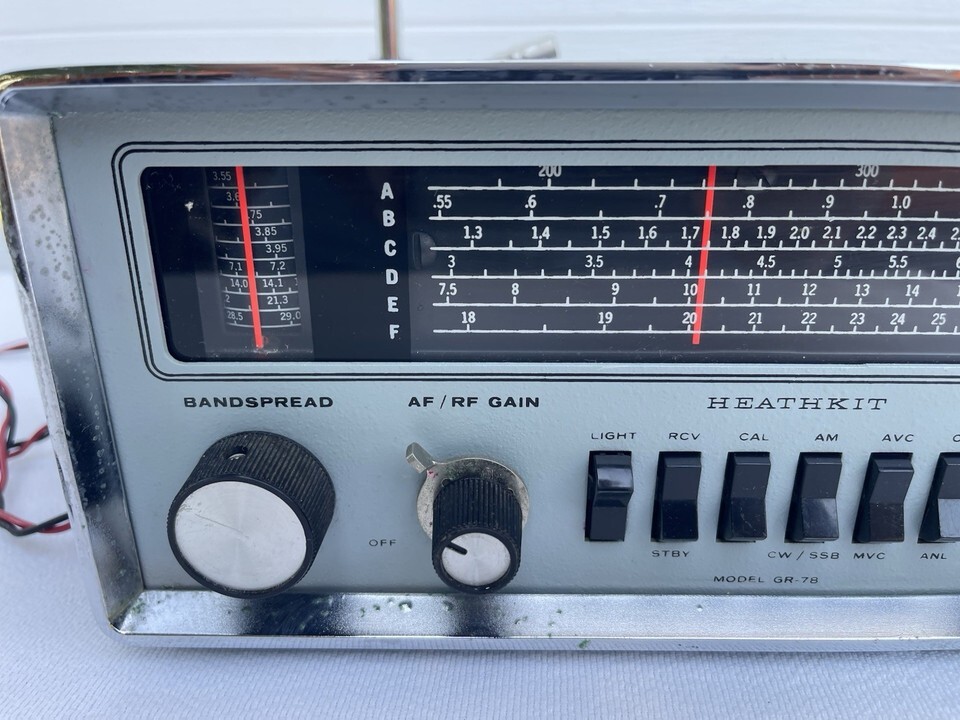 3.55
3.85
3.95
7.1 7.2
14.0 14.1
2 21.3
28.5 29.0
A 200 300
B .55 .6 .7 .8 .9 1.0
C 1.3 1.4 1.5 1.6 1.7 1.8 1.9 2.0 2.1 2.2 2.3 2.4
D 3 3.5 4 4.5 5 5.5
E 7.5 8 9 10 11 12 13 14
F 18 19 20 21 22 23 24 25
BANDSPREAD AF/RF GAIN HEATHKIT
LIGHT RCV CAL AM AVC
OFF STBY CW/SSB MVC ANL
MODEL GR-78